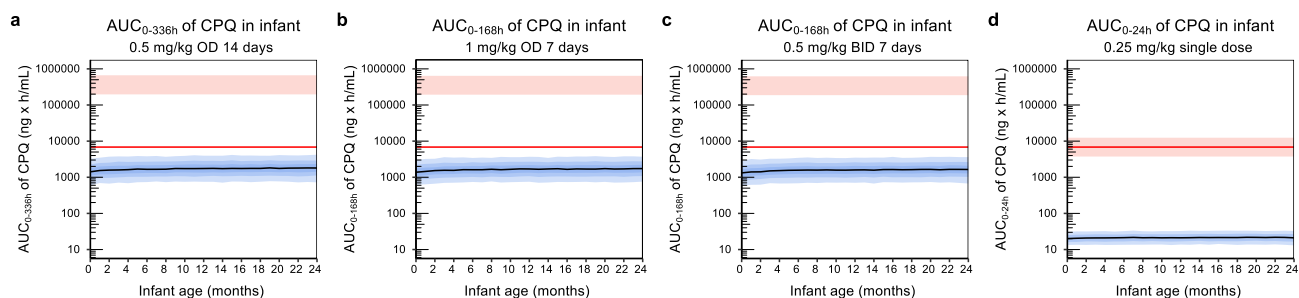 a
AUC0-336h of CPQ in infant
0.5 mg/kg OD 14 days
AUC0-336h of CPQ (ng x h/mL)
1000000
100000
10000
1000
100
10
0 2 4 6 8 10 12 14 16 18 20 22 24
Infant age (months)
b
AUC0-168h of CPQ in infant
1 mg/kg OD 7 days
AUC0-168h of CPQ (ng x h/mL)
1000000
100000
10000
1000
100
10
0 2 4 6 8 10 12 14 16 18 20 22 24
Infant age (months)
c
AUC0-168h of CPQ in infant
0.5 mg/kg BID 7 days
AUC0-168h of CPQ (ng x h/mL)
1000000
100000
10000
1000
100
10
0 2 4 6 8 10 12 14 16 18 20 22 24
Infant age (months)
d
AUC0-24h of CPQ in infant
0.25 mg/kg single dose
AUC0-24h of CPQ (ng x h/mL)
1000000
100000
10000
1000
100
10
0 2 4 6 8 10 12 14 16 18 20 22 24
Infant age (months)